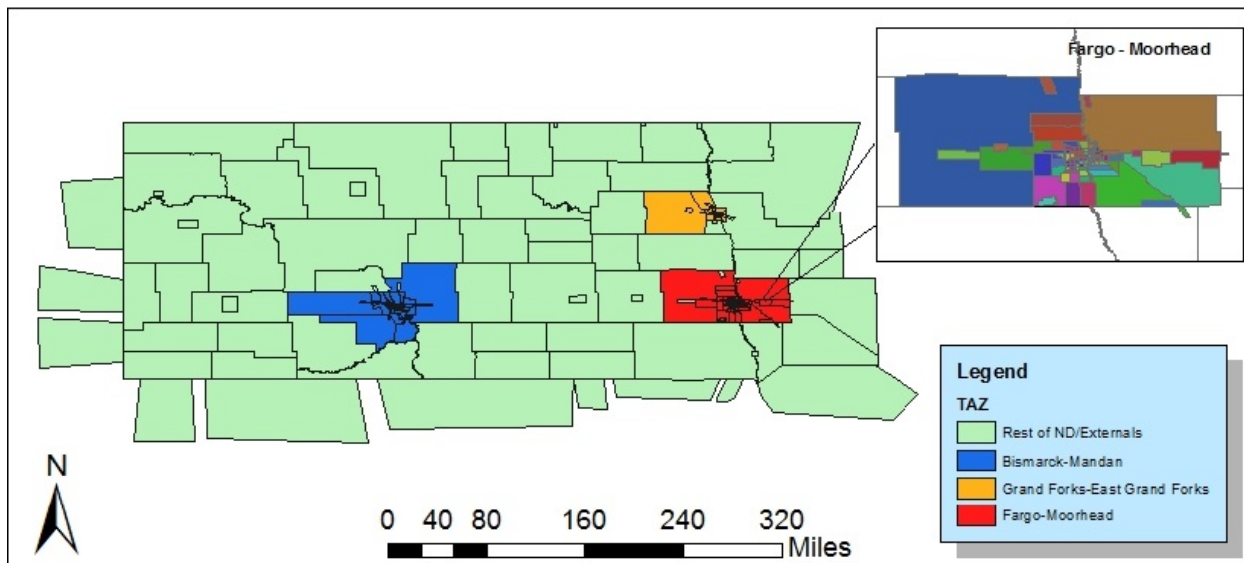 Fargo - Moorhead
Legend
TAZ
Rest of ND/Externals
Bismarck-Mandan
Grand Forks-East Grand Forks
Fargo-Moorhead
N
0 40 80 160 240 320
Miles